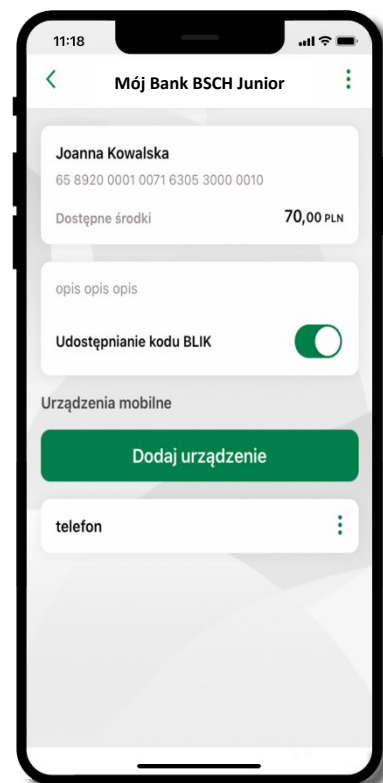 11:18
Mój Bank BSCH Junior
Joanna Kowalska
65 8920 0001 0071 6305 3000 0010
Dostępne środki 70,00 PLN
opis opis opis
Udostępnianie kodu BLIK
Urządzenia mobilne
Dodaj urządzenie
telefon